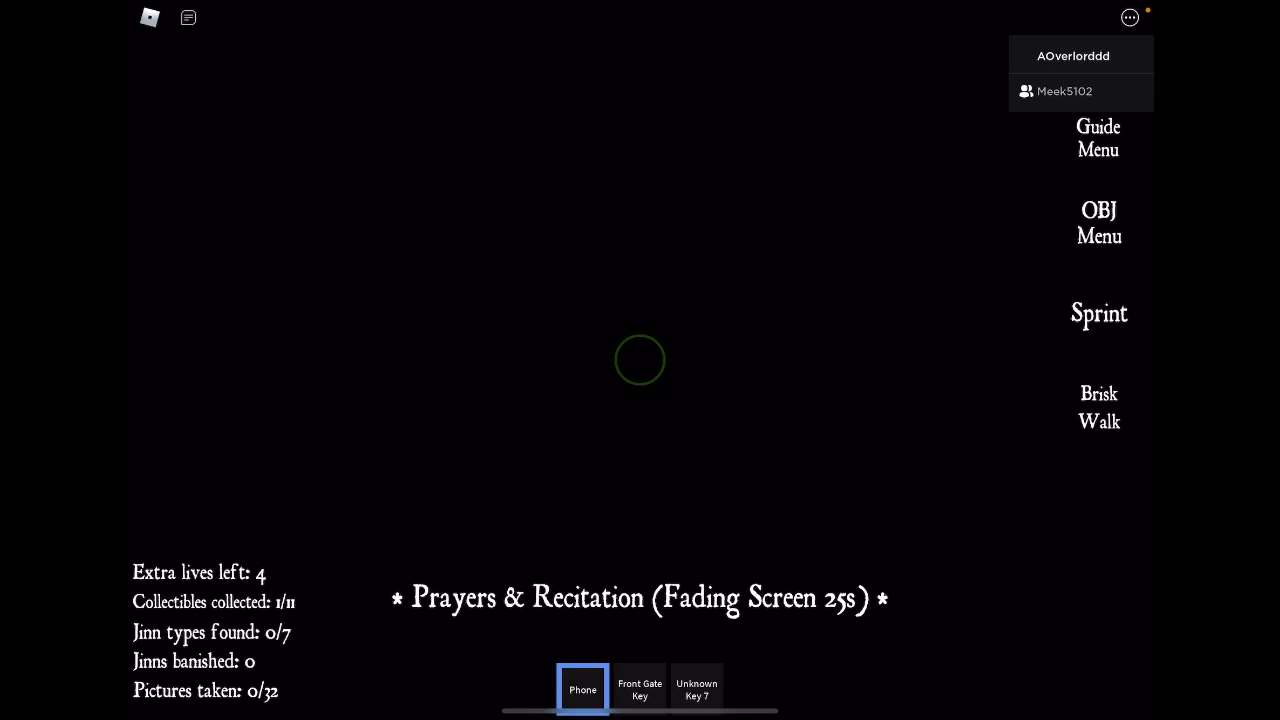 AOverlorddd
Meek5102
Guide
Menu
OBJ
Menu
Sprint
Brisk
Walk
Extra lives left: 4
Collectibles collected: 1/11
Jinn types found: 0/7
Jinns banished: 0
Pictures taken: 0/32
* Prayers & Recitation (Fading Screen 25s) *
Phone
Front Gate
Key
Unknown
Key 7